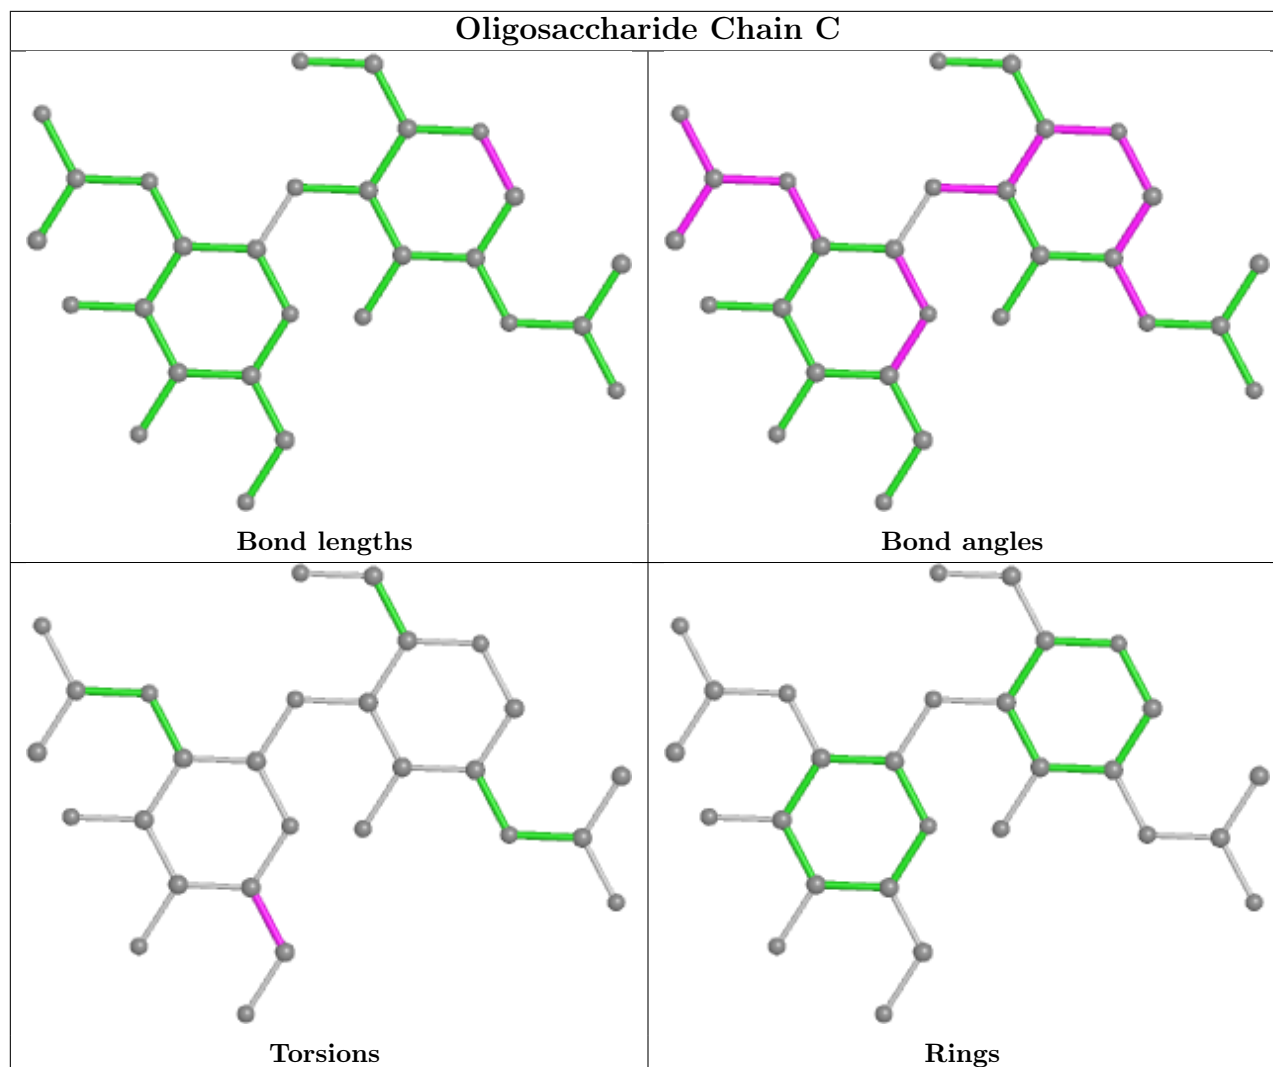 Oligosaccharide Chain C
Bond lengths
Bond angles
Torsions
Rings